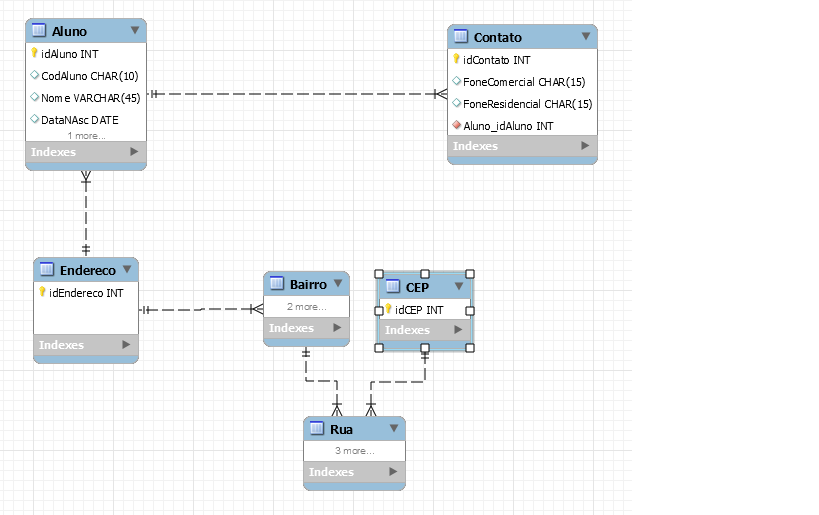 Aluno
idAluno INT
CodAluno CHAR(10)
Nome VARCHAR(45)
DataNAsc DATE
1 more...
Indexes
Contato
idContato INT
FoneComercial CHAR(15)
FoneResidencial CHAR(15)
Aluno_idAluno INT
Indexes
Endereco
idEndereco INT
Indexes
Bairro
2 more...
Indexes
CEP
idCEP INT
Indexes
Rua
3 more...
Indexes